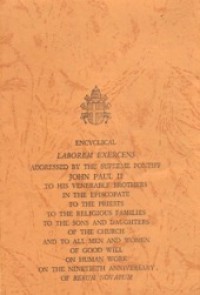 ENCYCLICAL
LABOREM EXERCENS
ADDRESSED BY THE SUPREME PONTIFF
JOHN PAUL II
TO HIS VENERABLE BROTHERS
IN THE EPISCOPATE
TO THE PRIESTS
TO THE RELIGIOUS FAMILIES
TO THE SONS AND DAUGHTERS
OF THE CHURCH
AND TO ALL MEN AND WOMEN
OF GOOD WILL
ON HUMAN WORK
ON THE NINETIETH ANNIVERSARY
OF RERUM NOVARUM